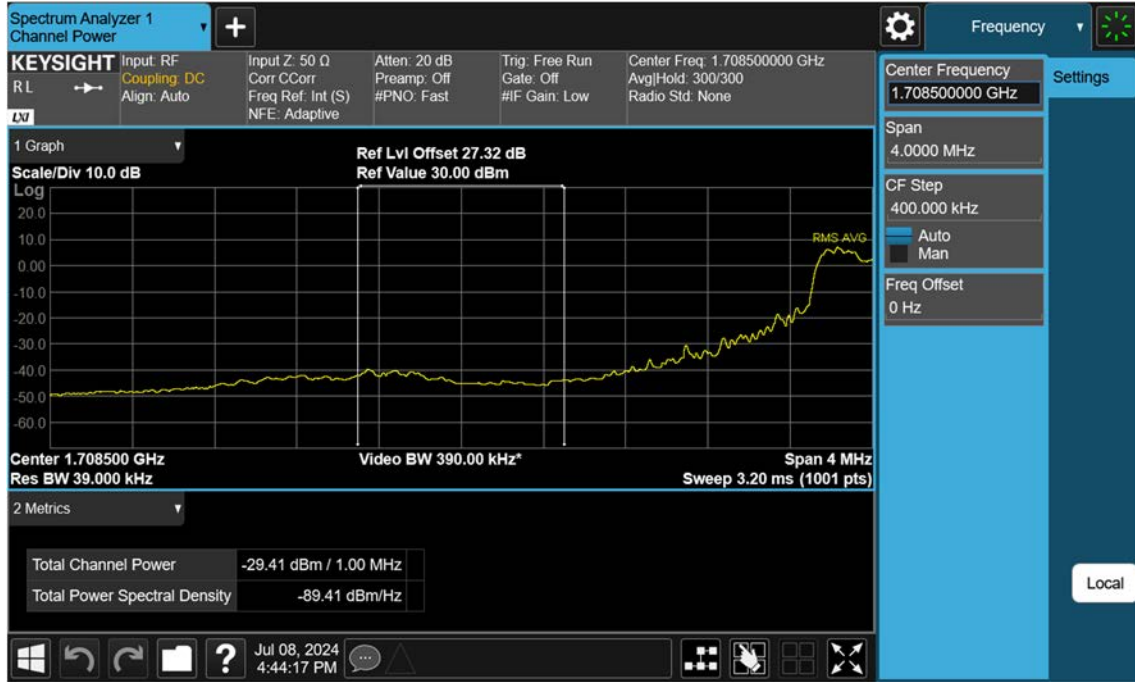 Spectrum Analyzer 1
Channel Power
+
Frequency
KEYSIGHT
R L
LXI
Input: RF
Coupling: DC
Align: Auto
Input Z: 50 Ω
Corr CCorr
Freq Ref: Int (S)
NFE: Adaptive
Atten: 20 dB
Preamp: Off
#PNO: Fast
Trig: Free Run
Gate: Off
#IF Gain: Low
Center Freq: 1.708500000 GHz
Avg|Hold: 300/300
Radio Std: None
Center Frequency
1.708500000 GHz
Settings
Span
4.0000 MHz
CF Step
400.000 kHz
Auto
Man
Freq Offset
0 Hz
Local
1 Graph
Scale/Div 10.0 dB
Ref Lvl Offset 27.32 dB
Ref Value 30.00 dBm
Log
20.0
10.0
0.00
-10.0
-20.0
-30.0
-40.0
-50.0
-60.0
RMS AVG
Center 1.708500 GHz
Res BW 39.000 kHz
Video BW 390.00 kHz*
Span 4 MHz
Sweep 3.20 ms (1001 pts)
2 Metrics
Total Channel Power -29.41 dBm / 1.00 MHz
Total Power Spectral Density -89.41 dBm/Hz
?
Jul 08, 2024
4:44:17 PM